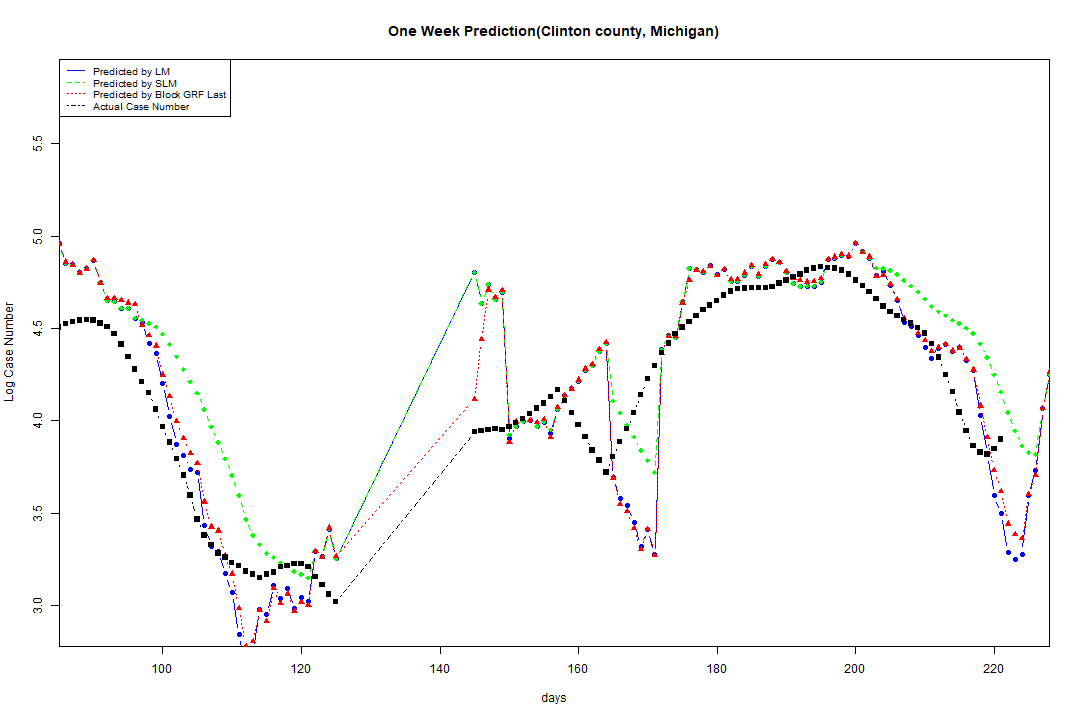 One Week Prediction(Clinton county, Michigan)
Predicted by LM
Predicted by SLM
Predicted by Block GRF Last
Actual Case Number
5.5
5.0
4.5
4.0
3.5
3.0
Log Case Number
100 120 140 160 180 200 220
days